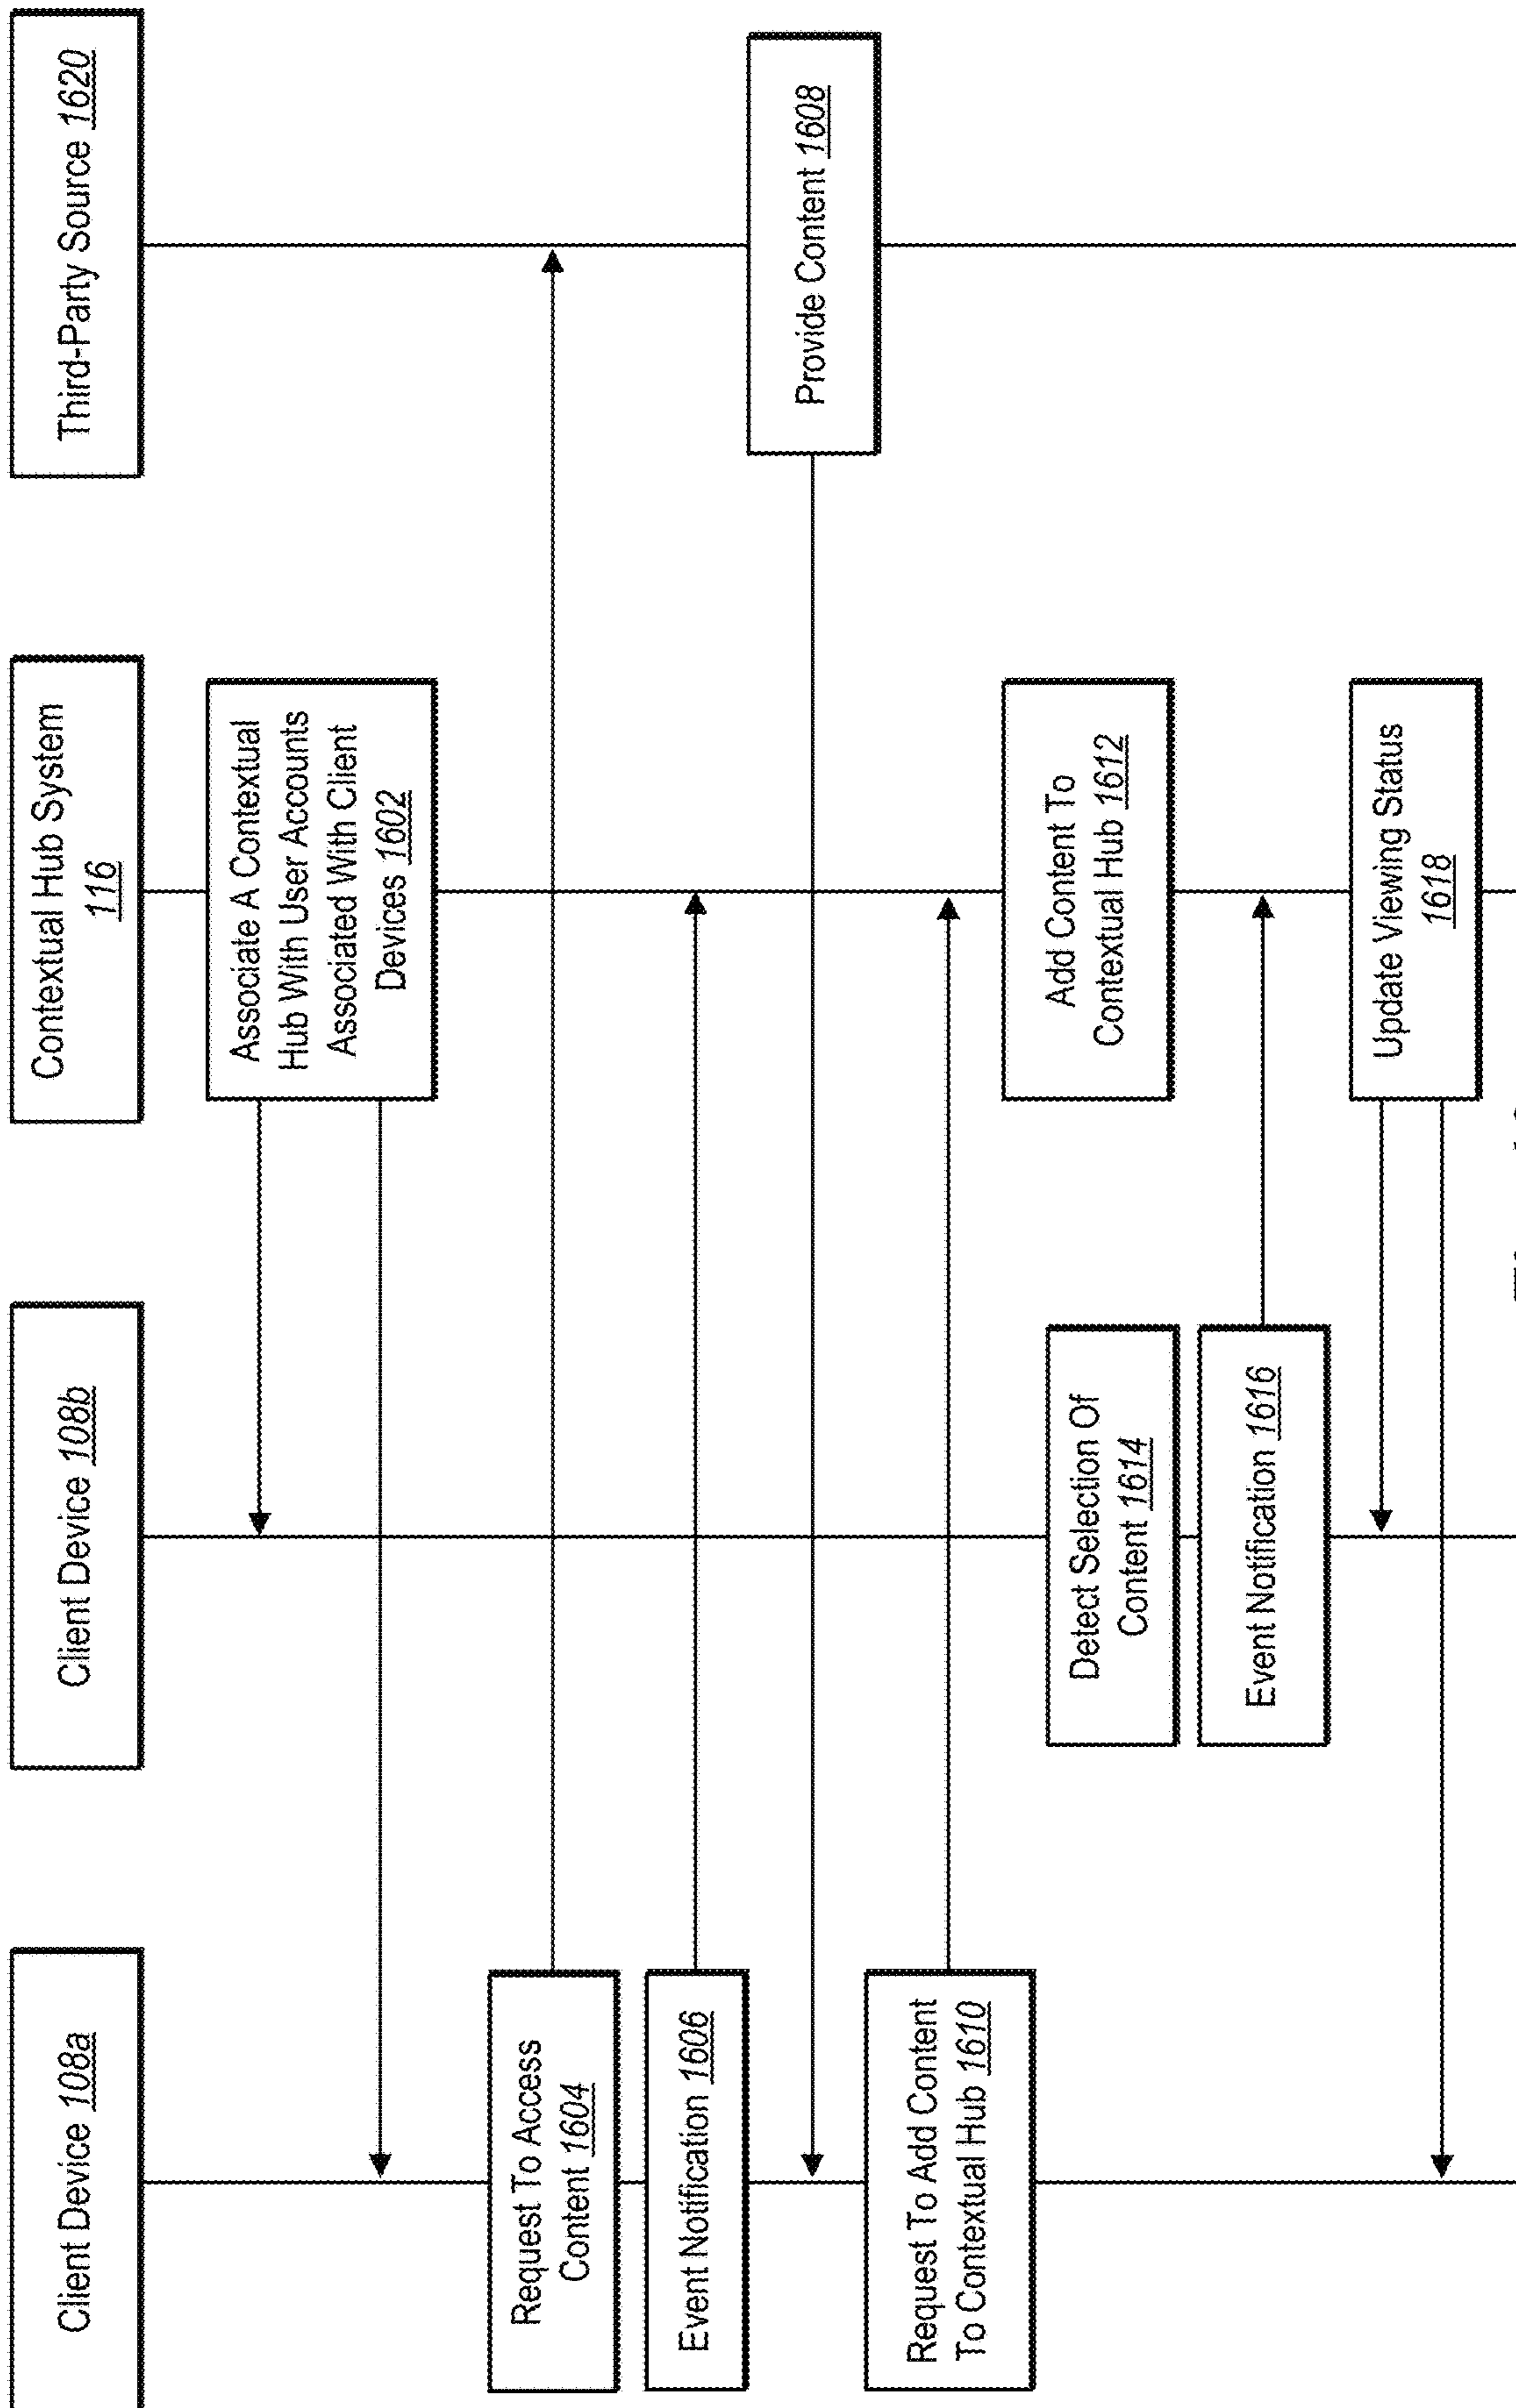 Client Device 108a
Client Device 108b
Contextual Hub System
116
Third-Party Source 1620
Associate A Contextual
Hub With User Accounts
Associated With Client
Devices 1602
Request To Access
Content 1604
Event Notification 1606
Provide Content 1608
Request To Add Content
To Contextual Hub 1610
Add Content To
Contextual Hub 1612
Detect Selection Of
Content 1614
Event Notification 1616
Update Viewing Status
1618